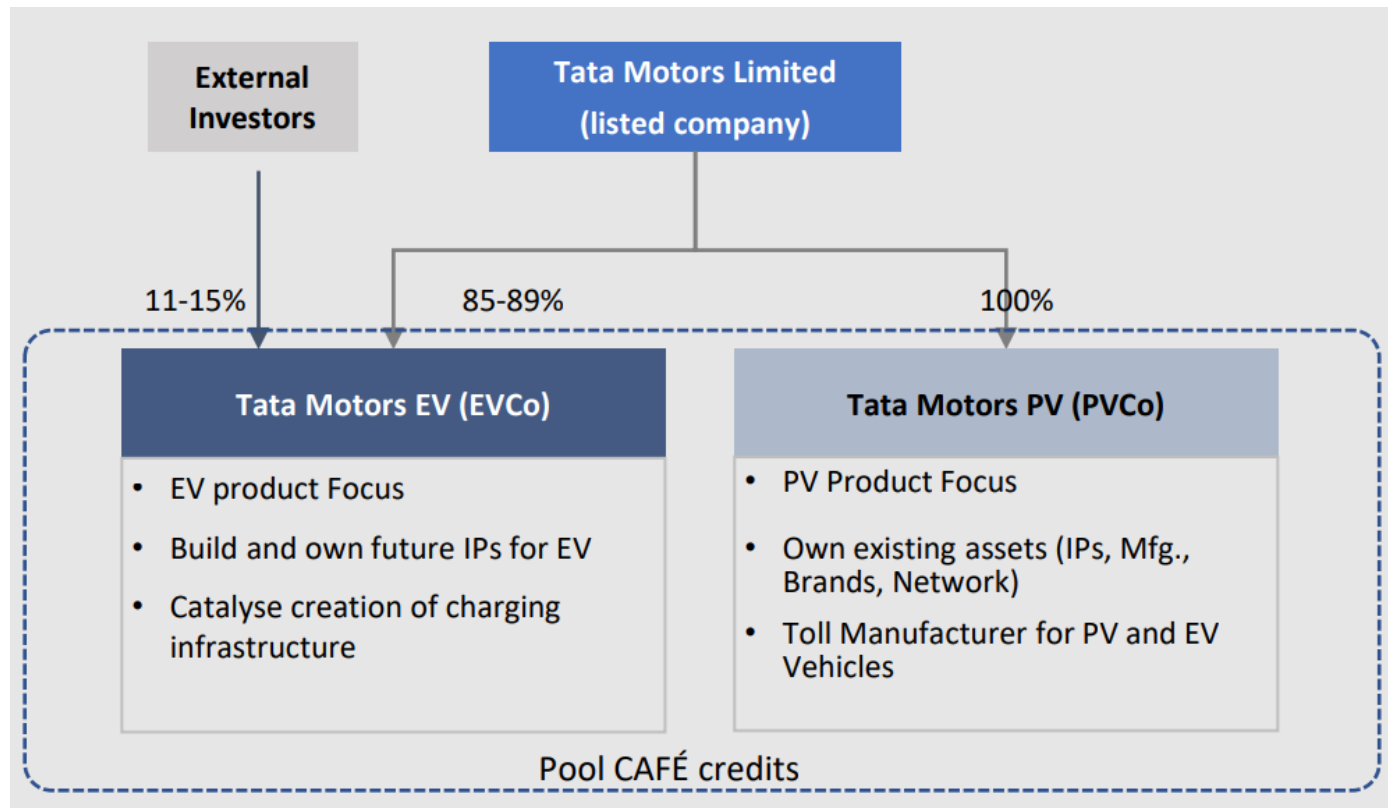 External
Investors
Tata Motors Limited
(listed company)
11-15%
85-89%
100%
Tata Motors EV (EVCo)
• EV product Focus
• Build and own future IPs for EV
• Catalyse creation of charging
infrastructure
Tata Motors PV (PVCo)
• PV Product Focus
• Own existing assets (IPs, Mfg.,
Brands, Network)
• Toll Manufacturer for PV and EV
Vehicles
Pool CAFÉ credits